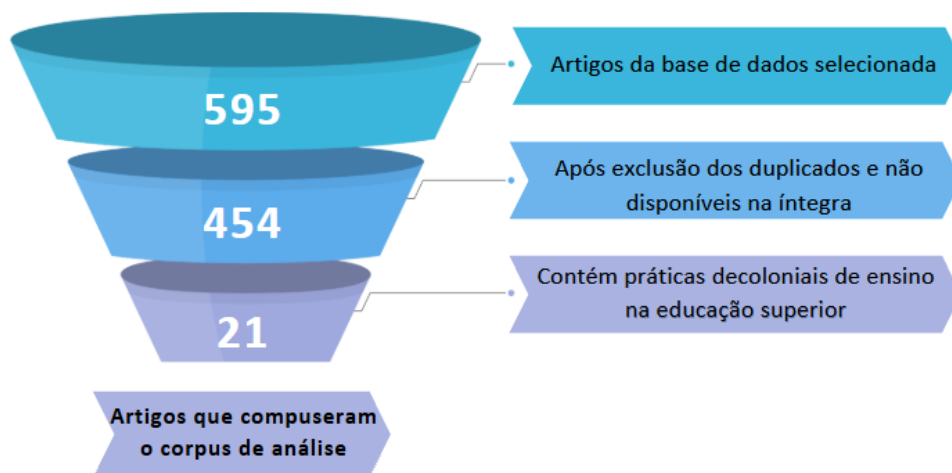 595
Artigos da base de dados selecionada
454
Após exclusão dos duplicados e não
disponíveis na íntegra
21
Contém práticas decoloniais de ensino
na educação superior
Artigos que compuseram
o corpus de análise